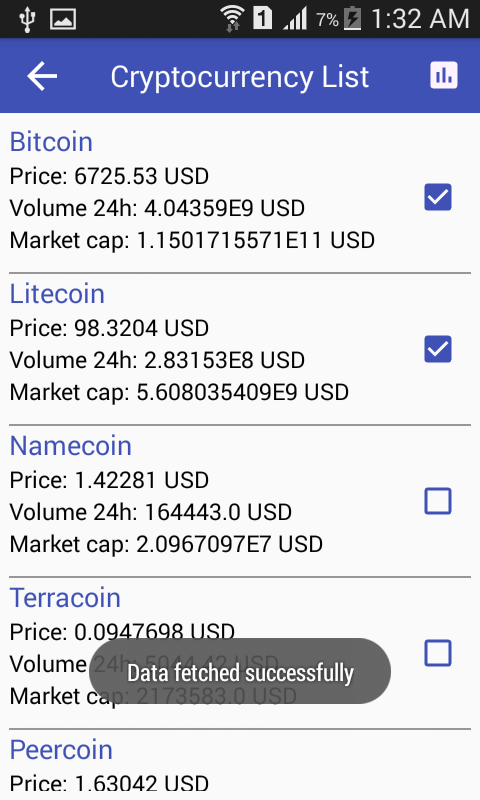 1 7% 1:32 AM
Cryptocurrency List
Bitcoin
Price: 6725.53 USD
Volume 24h: 4.04359E9 USD
Market cap: 1.1501715571E11 USD
Litecoin
Price: 98.3204 USD
Volume 24h: 2.83153E8 USD
Market cap: 5.608035409E9 USD
Namecoin
Price: 1.42281 USD
Volume 24h: 164443.0 USD
Market cap: 2.0967097E7 USD
Terracoin
Price: 0.0947698 USD
Volume 24h: 5044.42 USD
Data fetched successfully
Market cap: 2173583.0 USD
Peercoin
Price: 1.63042 USD